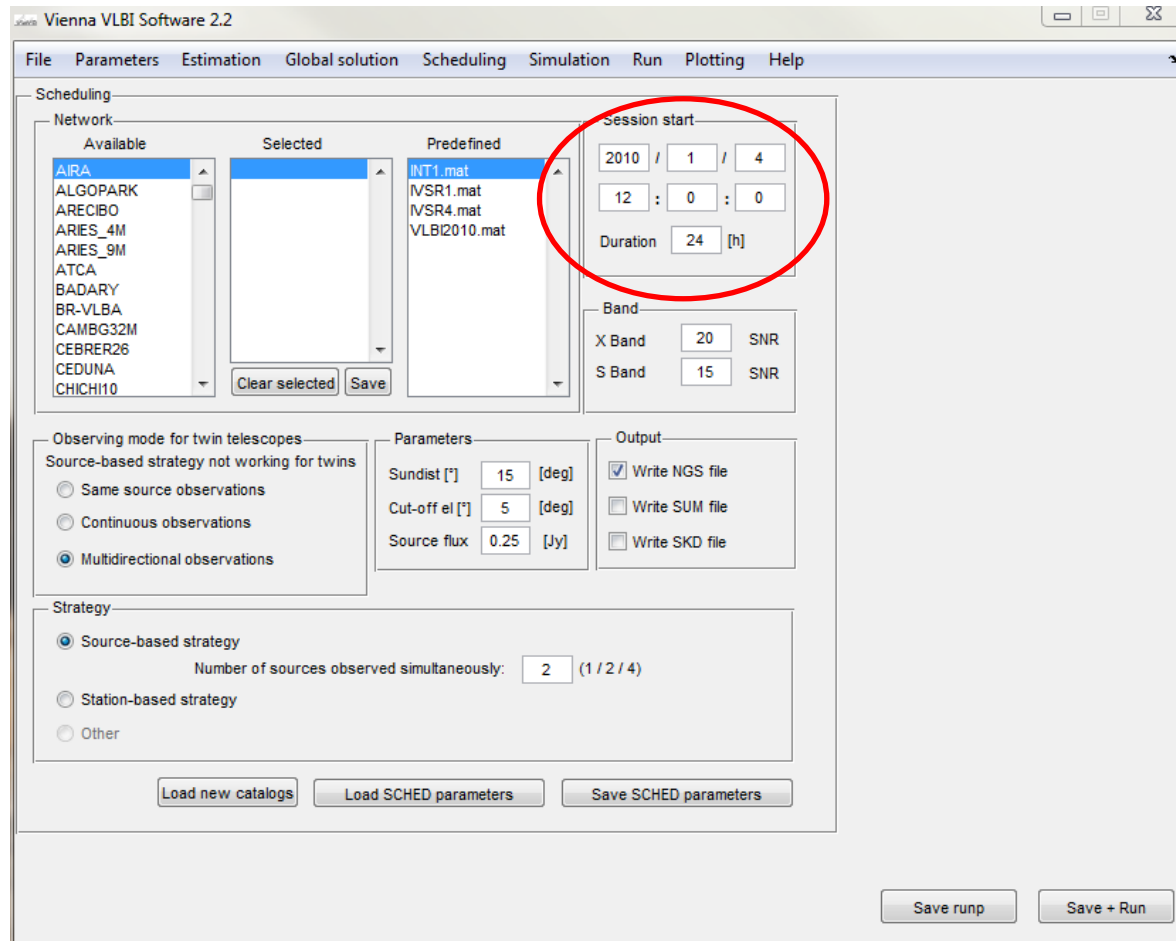 Vienna VLBI Software 2.2
File Parameters Estimation Global solution Scheduling Simulation Run Plotting Help
Scheduling
Network
Available
AIRA
ALGOPARK
ARECIBO
ARIES_4M
ARIES_9M
ATCA
BADARY
BR-VLBA
CAMBG32M
CEBRER26
CEDUNA
CHICHI10
Selected
Clear selected Save
Predefined
INT1.mat
IVSR1.mat
IVSR4.mat
VLBI2010.mat
Session start
2010 / 1 / 4
12 : 0 : 0
Duration 24 [h]
Band
X Band 20 SNR
S Band 15 SNR
Observing mode for twin telescopes
Source-based strategy not working for twins
Same source observations
Continuous observations
Multidirectional observations
Parameters
Sundist [°] 15 [deg]
Cut-off el [°] 5 [deg]
Source flux 0.25 [Jy]
Output
Write NGS file
Write SUM file
Write SKD file
Strategy
Source-based strategy
Number of sources observed simultaneously: 2 (1 / 2 / 4)
Station-based strategy
Other
Load new catalogs Load SCHED parameters Save SCHED parameters
Save runp Save + Run